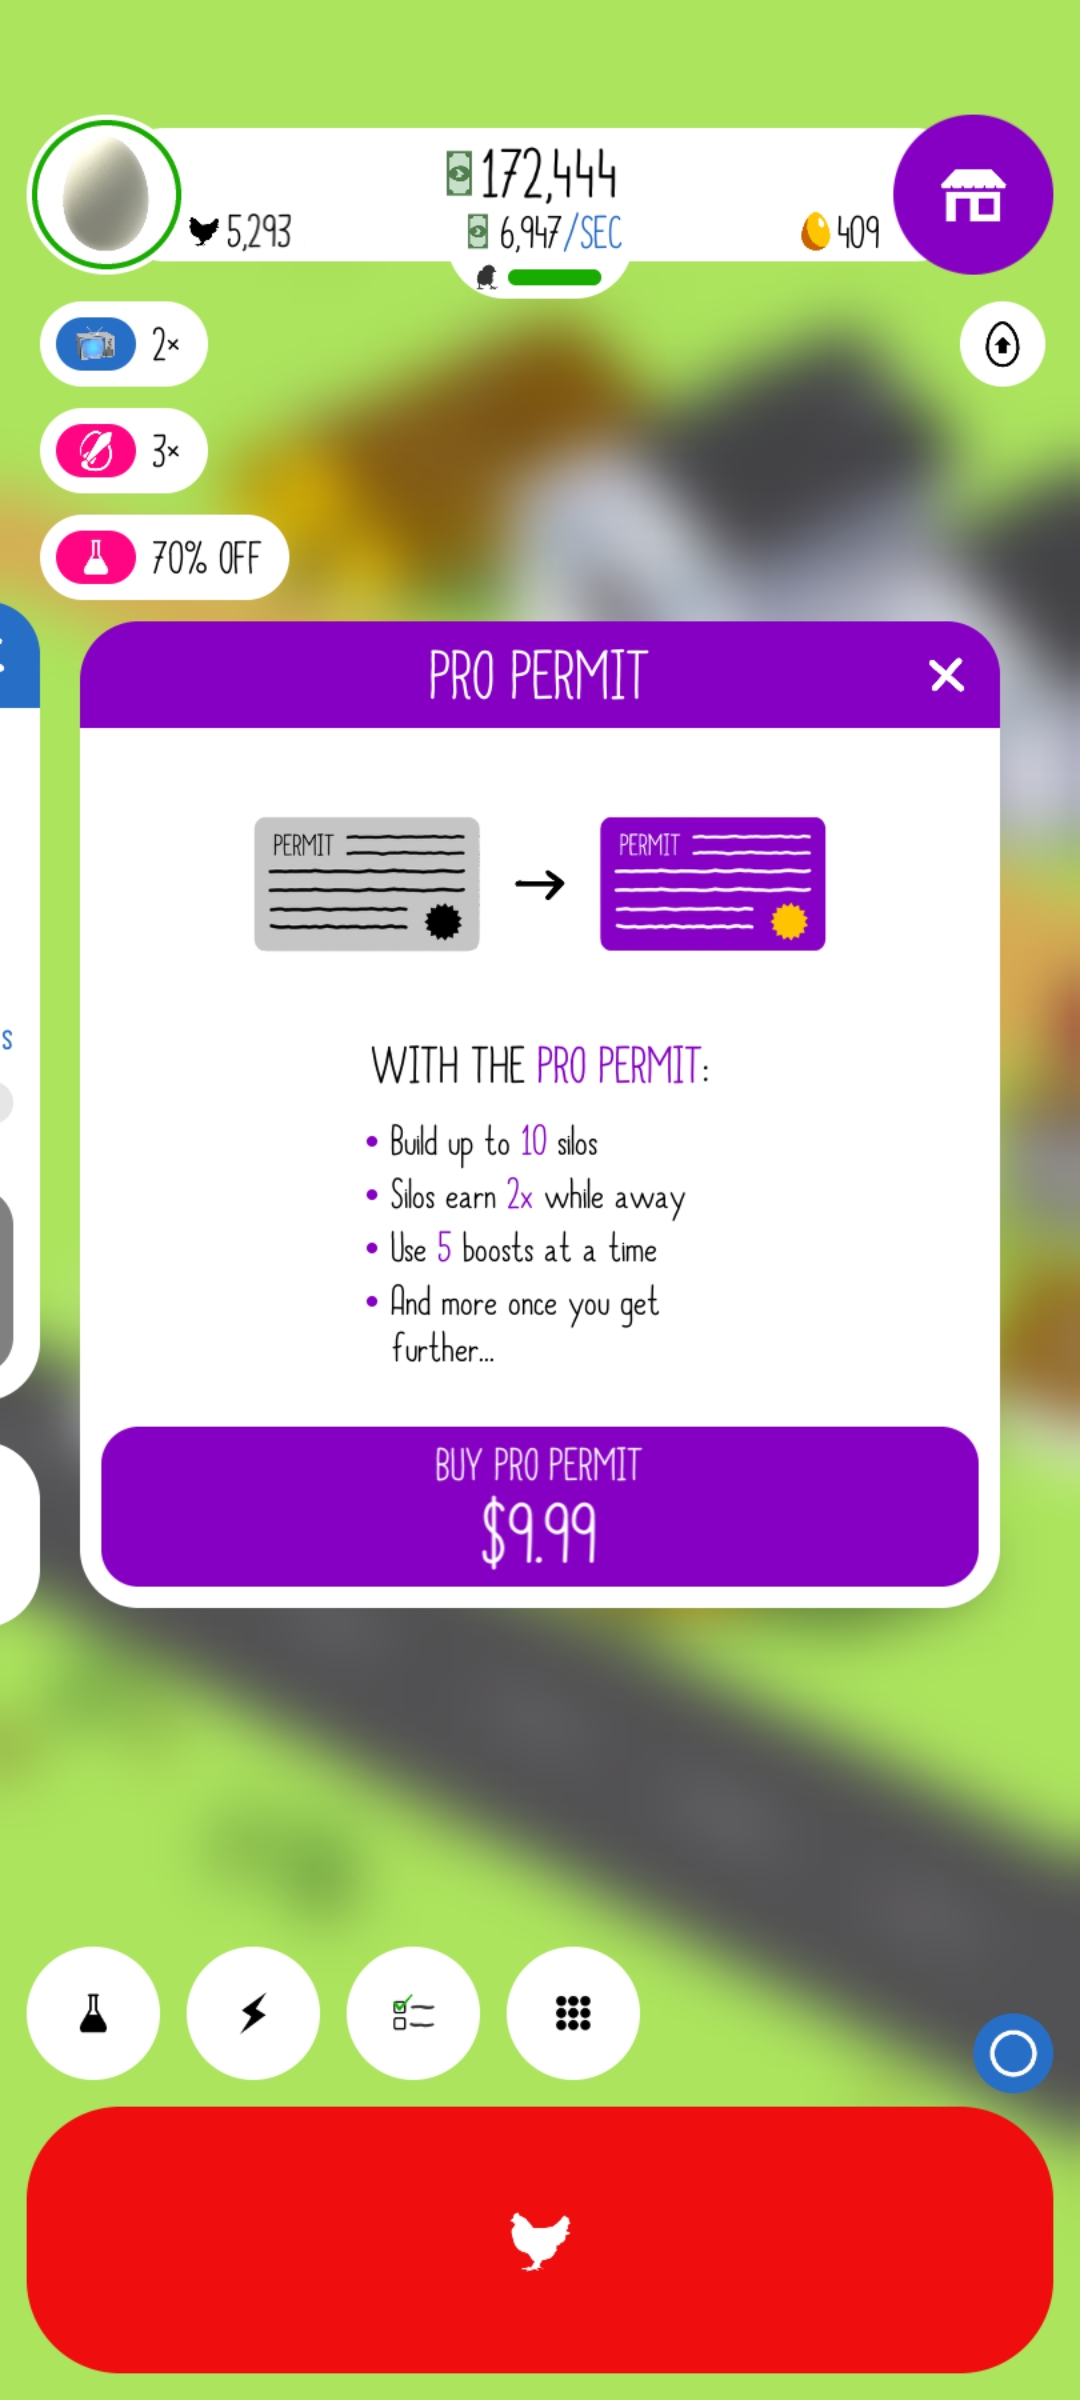 172,444
5,293
6,947/SEC
409
2×
3×
70% OFF
PRO PERMIT
PERMIT
PERMIT
WITH THE PRO PERMIT:
• Build up to 10 silos
• Silos earn 2x while away
• Use 5 boosts at a time
• And more once you get
further...
s
BUY PRO PERMIT
$9.99